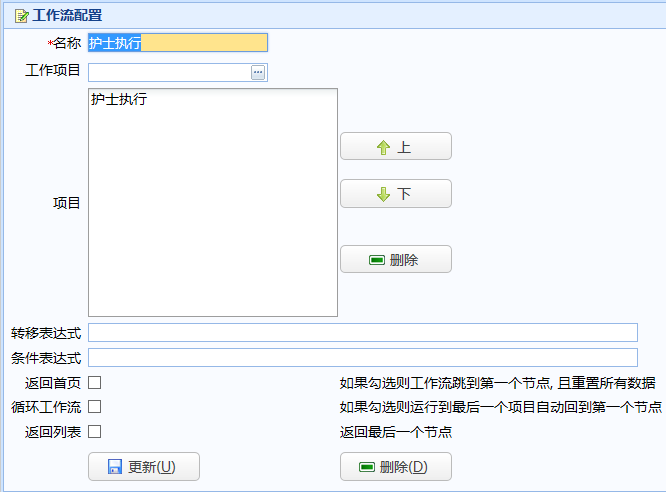 工作流配置
*名称 护士执行
工作项目 ...
护士执行
上
下
项目
删除
转移表达式
条件表达式
返回首页 如果勾选则工作流跳到第一个节点, 且重置所有数据
循环工作流 如果勾选则运行到最后一个项目自动回到第一个节点
返回列表 返回最后一个节点
更新(U) 删除(D)